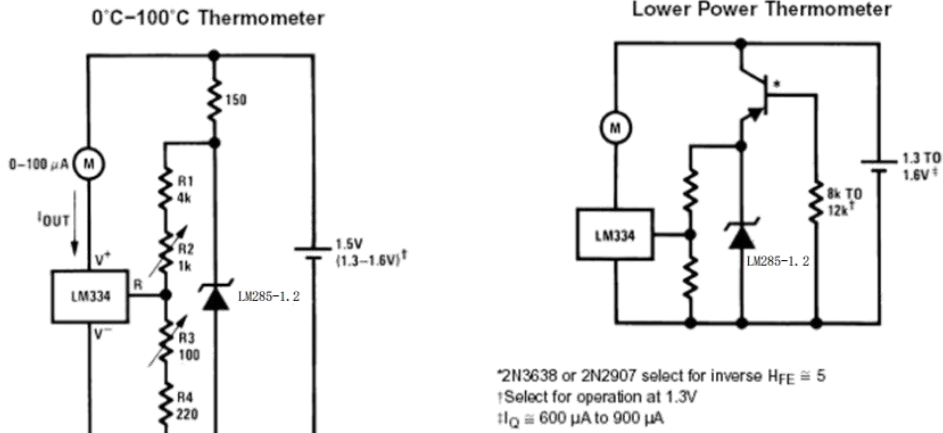 0°C–100°C Thermometer
150
0–100 μA
M
R1
4k
IOUT
R2
1k
V+
LM334
R
1.5V
(1.3–1.6V)†
LM285-1.2
V−
R3
100
R4
220
Lower Power Thermometer
*
M
1.3 TO
1.6V‡
8k TO
12k†
LM334
LM285-1.2
*2N3638 or 2N2907 select for inverse HFE ≅ 5
†Select for operation at 1.3V
‡IQ ≅ 600 μA to 900 μA